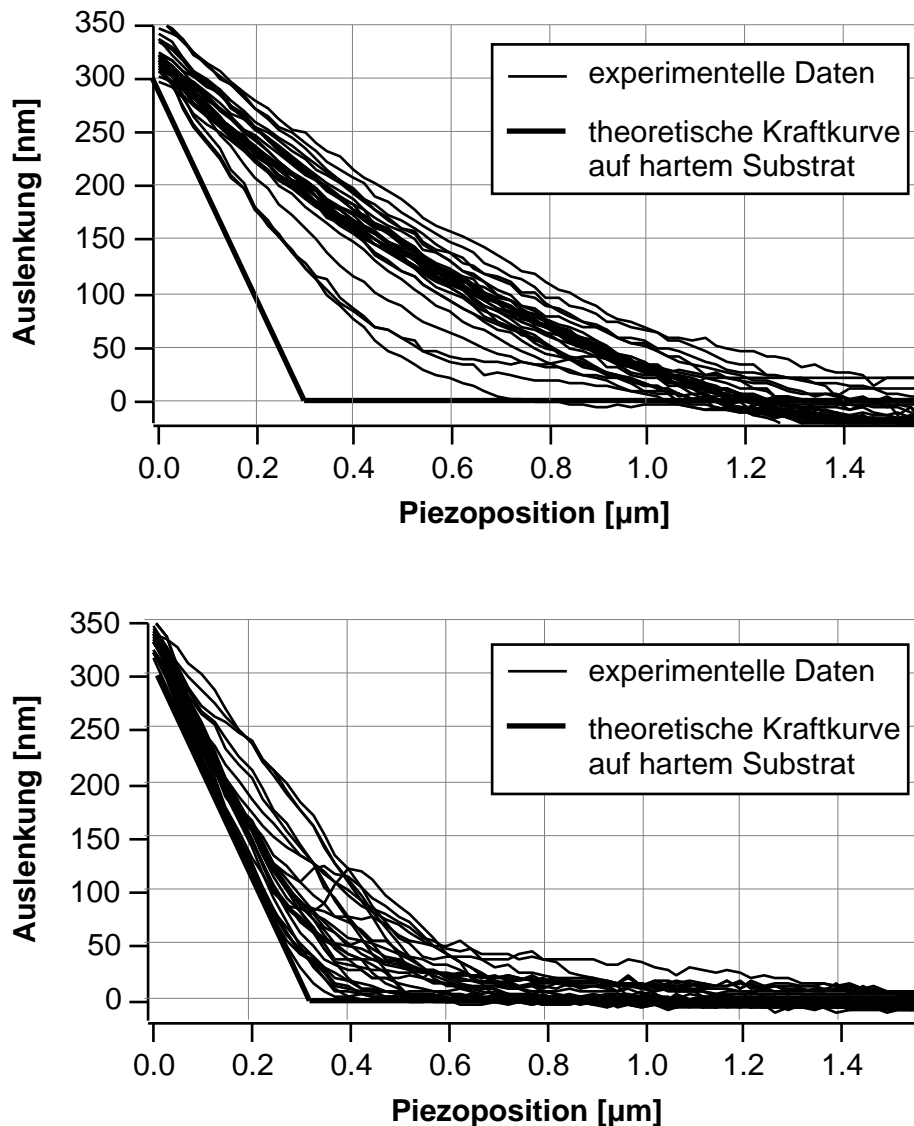 350
300
250
200
150
100
50
0
Auslenkung [nm]
experimentelle Daten
theoretische Kraftkurve
auf hartem Substrat
0.0 0.2 0.4 0.6 0.8 1.0 1.2 1.4
Piezoposition [µm]
350
300
250
200
150
100
50
0
Auslenkung [nm]
experimentelle Daten
theoretische Kraftkurve
auf hartem Substrat
0.0 0.2 0.4 0.6 0.8 1.0 1.2 1.4
Piezoposition [µm]